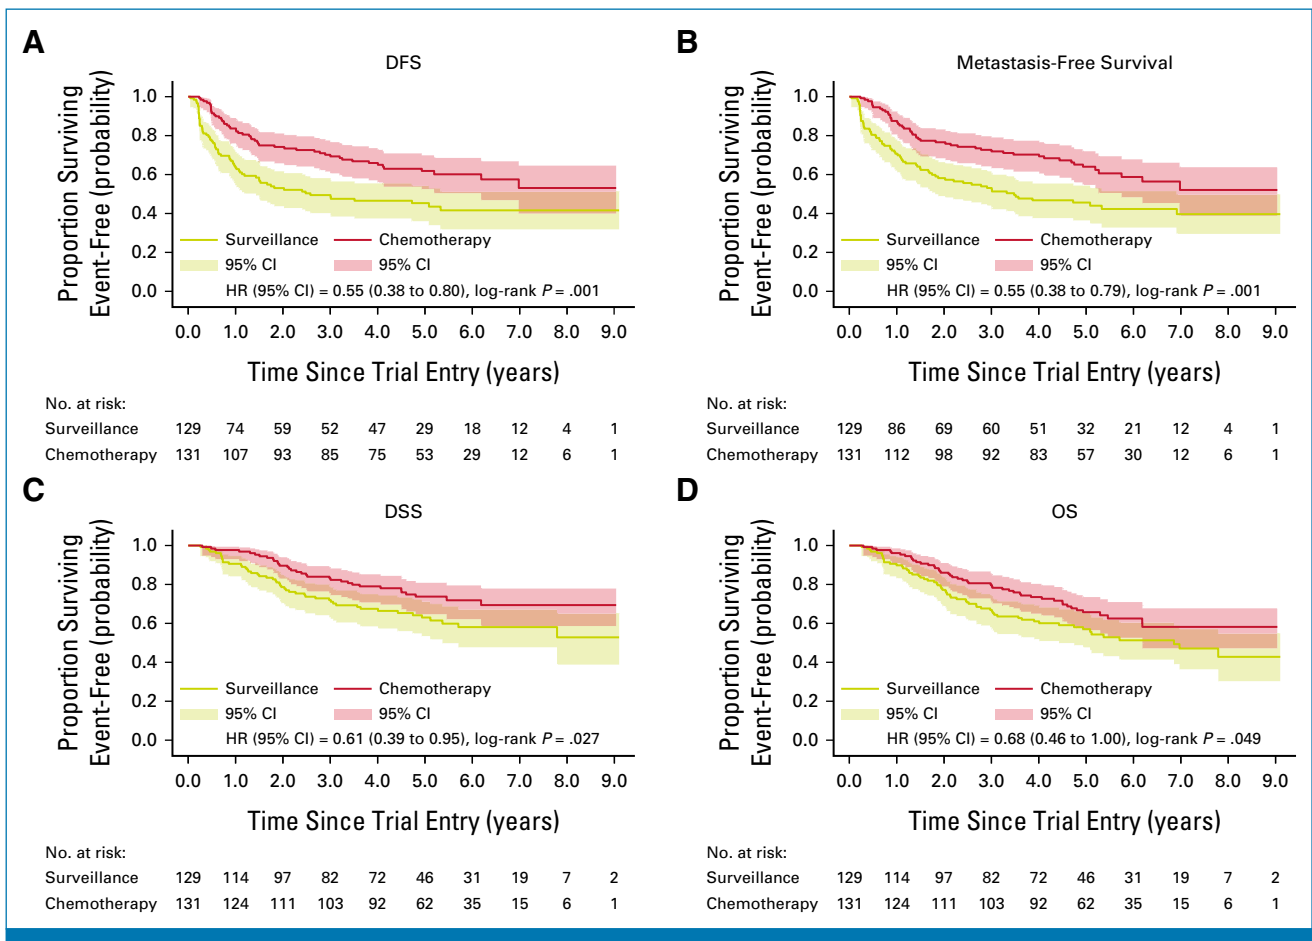 A
DFS
Proportion Surviving
Event-Free (probability)
1.0
0.8
0.6
0.4
0.2
0.0
Surveillance Chemotherapy
95% CI 95% CI
HR (95% CI) = 0.55 (0.38 to 0.80), log-rank P = .001
0.0 1.0 2.0 3.0 4.0 5.0 6.0 7.0 8.0 9.0
Time Since Trial Entry (years)
No. at risk:
Surveillance 129 74 59 52 47 29 18 12 4 1
Chemotherapy 131 107 93 85 75 53 29 12 6 1
B
Metastasis-Free Survival
Proportion Surviving
Event-Free (probability)
1.0
0.8
0.6
0.4
0.2
0.0
Surveillance Chemotherapy
95% CI 95% CI
HR (95% CI) = 0.55 (0.38 to 0.79), log-rank P = .001
0.0 1.0 2.0 3.0 4.0 5.0 6.0 7.0 8.0 9.0
Time Since Trial Entry (years)
No. at risk:
Surveillance 129 86 69 60 51 32 21 12 4 1
Chemotherapy 131 112 98 92 83 57 30 12 6 1
C
DSS
Proportion Surviving
Event-Free (probability)
1.0
0.8
0.6
0.4
0.2
0.0
Surveillance Chemotherapy
95% CI 95% CI
HR (95% CI) = 0.61 (0.39 to 0.95), log-rank P = .027
0.0 1.0 2.0 3.0 4.0 5.0 6.0 7.0 8.0 9.0
Time Since Trial Entry (years)
No. at risk:
Surveillance 129 114 97 82 72 46 31 19 7 2
Chemotherapy 131 124 111 103 92 62 35 15 6 1
D
OS
Proportion Surviving
Event-Free (probability)
1.0
0.8
0.6
0.4
0.2
0.0
Surveillance Chemotherapy
95% CI 95% CI
HR (95% CI) = 0.68 (0.46 to 1.00), log-rank P = .049
0.0 1.0 2.0 3.0 4.0 5.0 6.0 7.0 8.0 9.0
Time Since Trial Entry (years)
No. at risk:
Surveillance 129 114 97 82 72 46 31 19 7 2
Chemotherapy 131 124 111 103 92 62 35 15 6 1